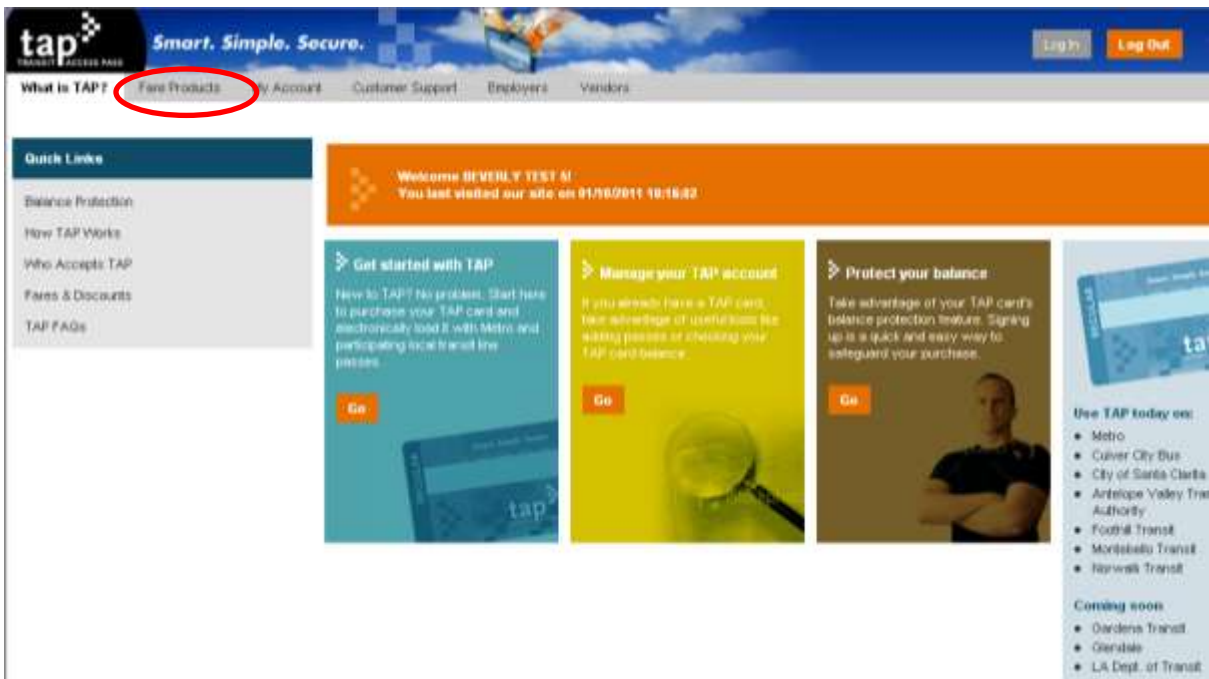 tap
TRANSIT ACCESS PASS
Smart. Simple. Secure.
Log In
Log Out
What is TAP?
Fare Products
My Account
Customer Support
Employers
Vendors
Quick Links
Balance Protection
How TAP Works
Who Accepts TAP
Fares & Discounts
TAP FAQs
Welcome BEVERLY TEST 5!
You last visited our site on 01/10/2011
Get started with TAP
New to TAP? No problem. Start here
to purchase your TAP card and
electronically load it with Metro and
participating local transit line
passes.
Go
tap
Manage your TAP account
If you already have a TAP card,
take advantage of useful tools like
adding passes or checking your
TAP card balance.
Go
Protect your balance
Take advantage of your TAP card's
balance protection feature. Signing
up is a quick and easy way to
safeguard your purchase.
Go
REGULAR
ta
Use TAP today on:
Metro
Culver City Bus
City of Santa Clarita
Antelope Valley Tran
Authority
Foothill Transit
Montebello Transit
Norwalk Transit
Coming soon
Gardena Transit
Glendale
LA Dept. of Transit